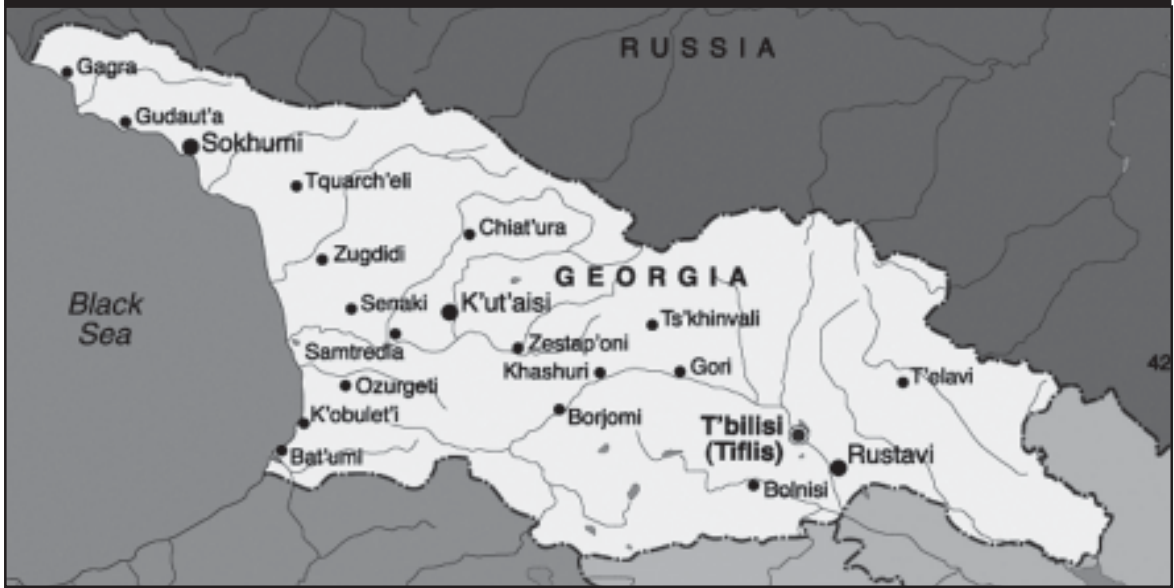 RUSSIA
Gagra
Gudaut'a
Sokhumi
Tquarch'eli
Chiat'ura
Zugdidi
GEORGIA
Black
Sea
Senaki
K'ut'aisi
Ts'khinvali
Samtredia
Zestap'oni
Khashuri
Gori
42
T'elavi
Ozurgeti
K'obulet'i
Borjomi
T'bilisi
(Tiflis)
Rustavi
Bat'umi
Bolnisi